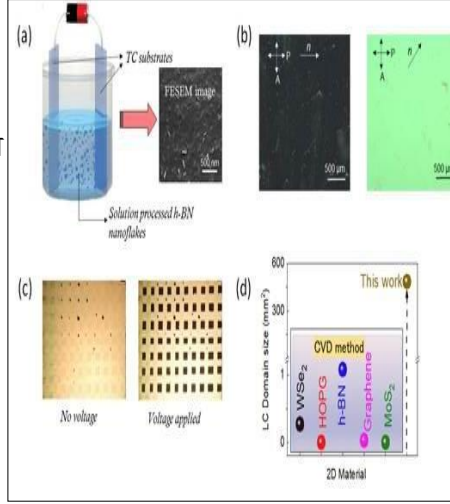 T
(a)
TC substrates
FESEM image
500 nm
Solution processed h-BN
nanoflakes
(b)
P
A
n
500 µm
P
A
n
500 µm
(c)
No voltage
Voltage applied
(d)
LC Domain size (mm²)
600
300
1
0
This work
CVD method
WSe₂
HOPG
h-BN
Graphene
MoS₂
2D Material